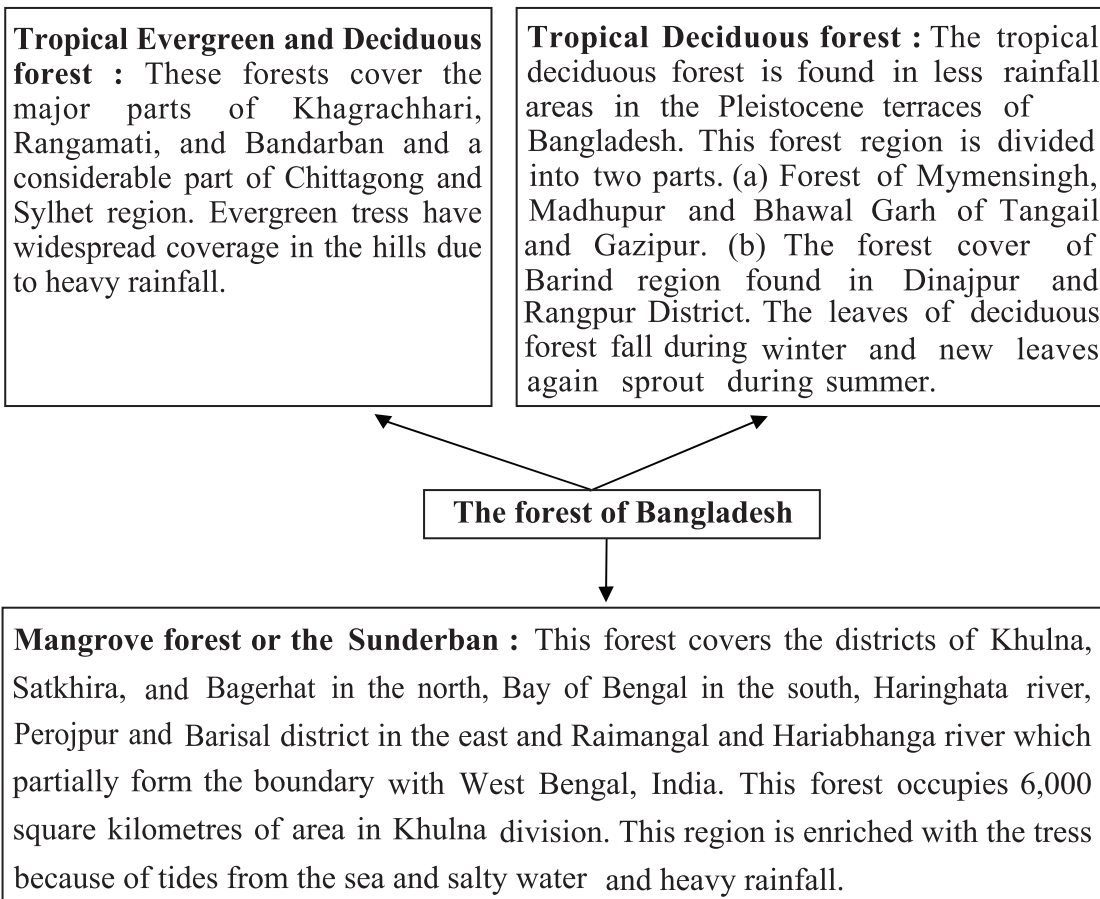 Tropical Evergreen and Deciduous
forest : These forests cover the
major parts of Khagrachhari,
Rangamati, and Bandarban and a
considerable part of Chittagong and
Sylhet region. Evergreen tress have
widespread coverage in the hills due
to heavy rainfall.
Tropical Deciduous forest : The tropical
deciduous forest is found in less rainfall
areas in the Pleistocene terraces of
Bangladesh. This forest region is divided
into two parts. (a) Forest of Mymensingh,
Madhupur and Bhawal Garh of Tangail
and Gazipur. (b) The forest cover of
Barind region found in Dinajpur and
Rangpur District. The leaves of deciduous
forest fall during winter and new leaves
again sprout during summer.
The forest of Bangladesh
Mangrove forest or the Sunderban : This forest covers the districts of Khulna,
Satkhira, and Bagerhat in the north, Bay of Bengal in the south, Haringhata river,
Perojpur and Barisal district in the east and Raimangal and Hariabhanga river which
partially form the boundary with West Bengal, India. This forest occupies 6,000
square kilometres of area in Khulna division. This region is enriched with the tress
because of tides from the sea and salty water and heavy rainfall.